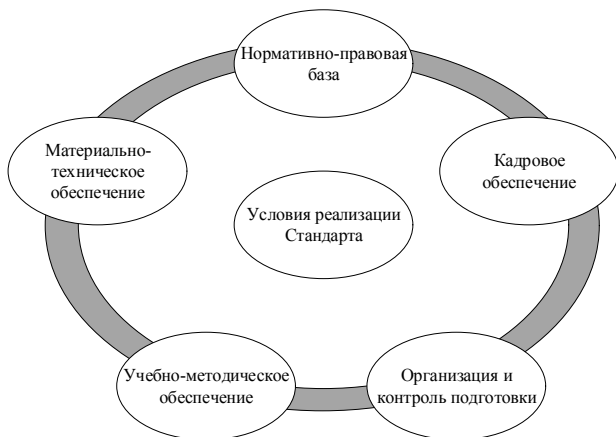 Нормативно-правовая
база
Материально-
техническое
обеспечение
Кадровое
обеспечение
Условия реализации
Стандарта
Учебно-методическое
обеспечение
Организация и
контроль подготовки